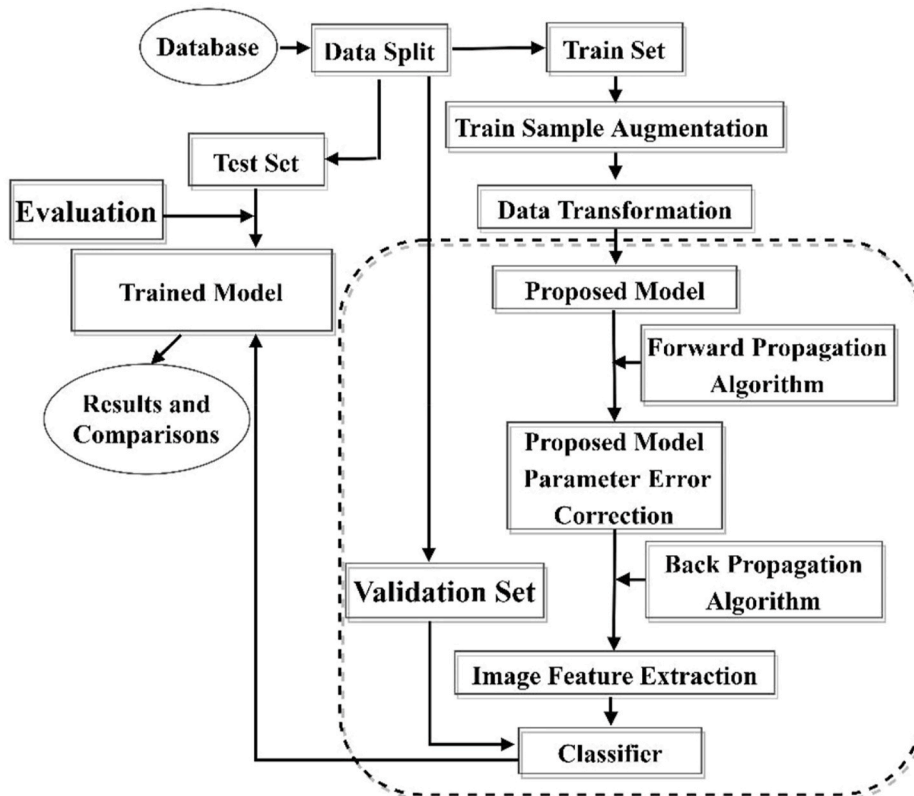 Database
Data Split
Train Set
Train Sample Augmentation
Test Set
Evaluation
Data Transformation
Trained Model
Proposed Model
Forward Propagation
Algorithm
Results and
Comparisons
Proposed Model
Parameter Error
Correction
Validation Set
Back Propagation
Algorithm
Image Feature Extraction
Classifier